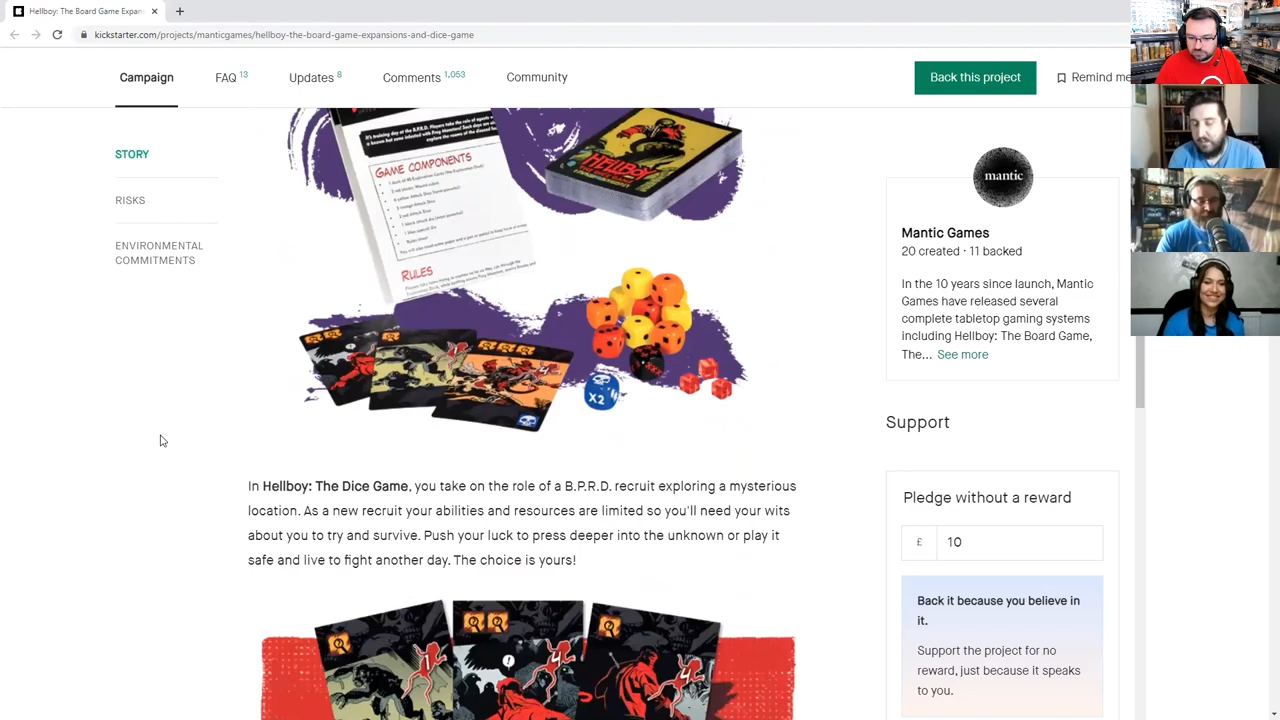 Hellboy: The Board Game Expan
kickstarter.com/projects/manticgames/hellboy-the-board-game-expansions-and-
Campaign
FAQ 13
Updates 8
Comments 1,053
Community
Back this project
Remind me
STORY
RISKS
ENVIRONMENTAL
COMMITMENTS
GAME COMPONENTS
RULES
HELLBOY
X2
mantic
Mantic Games
20 created · 11 backed
In the 10 years since launch, Mantic
Games have released several
complete tabletop gaming systems
including Hellboy: The Board Game,
The... See more
Support
Pledge without a reward
£ 10
Back it because you believe in
it.
Support the project for no
reward, just because it speaks
to you.
In Hellboy: The Dice Game, you take on the role of a B.P.R.D. recruit exploring a mysterious
location. As a new recruit your abilities and resources are limited so you'll need your wits
about you to try and survive. Push your luck to press deeper into the unknown or play it
safe and live to fight another day. The choice is yours!